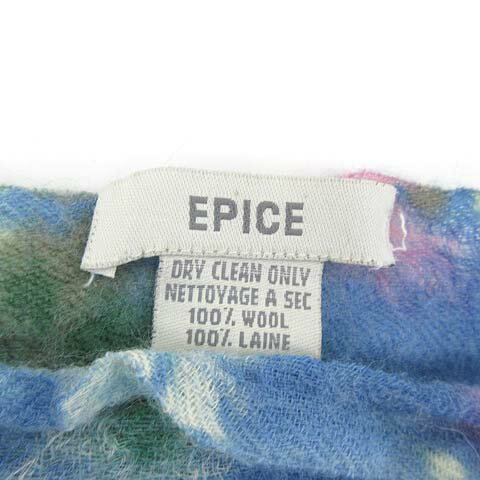 EPICE
DRY CLEAN ONLY
NETTOYAGE A SEC
100% WOOL
100% LAINE